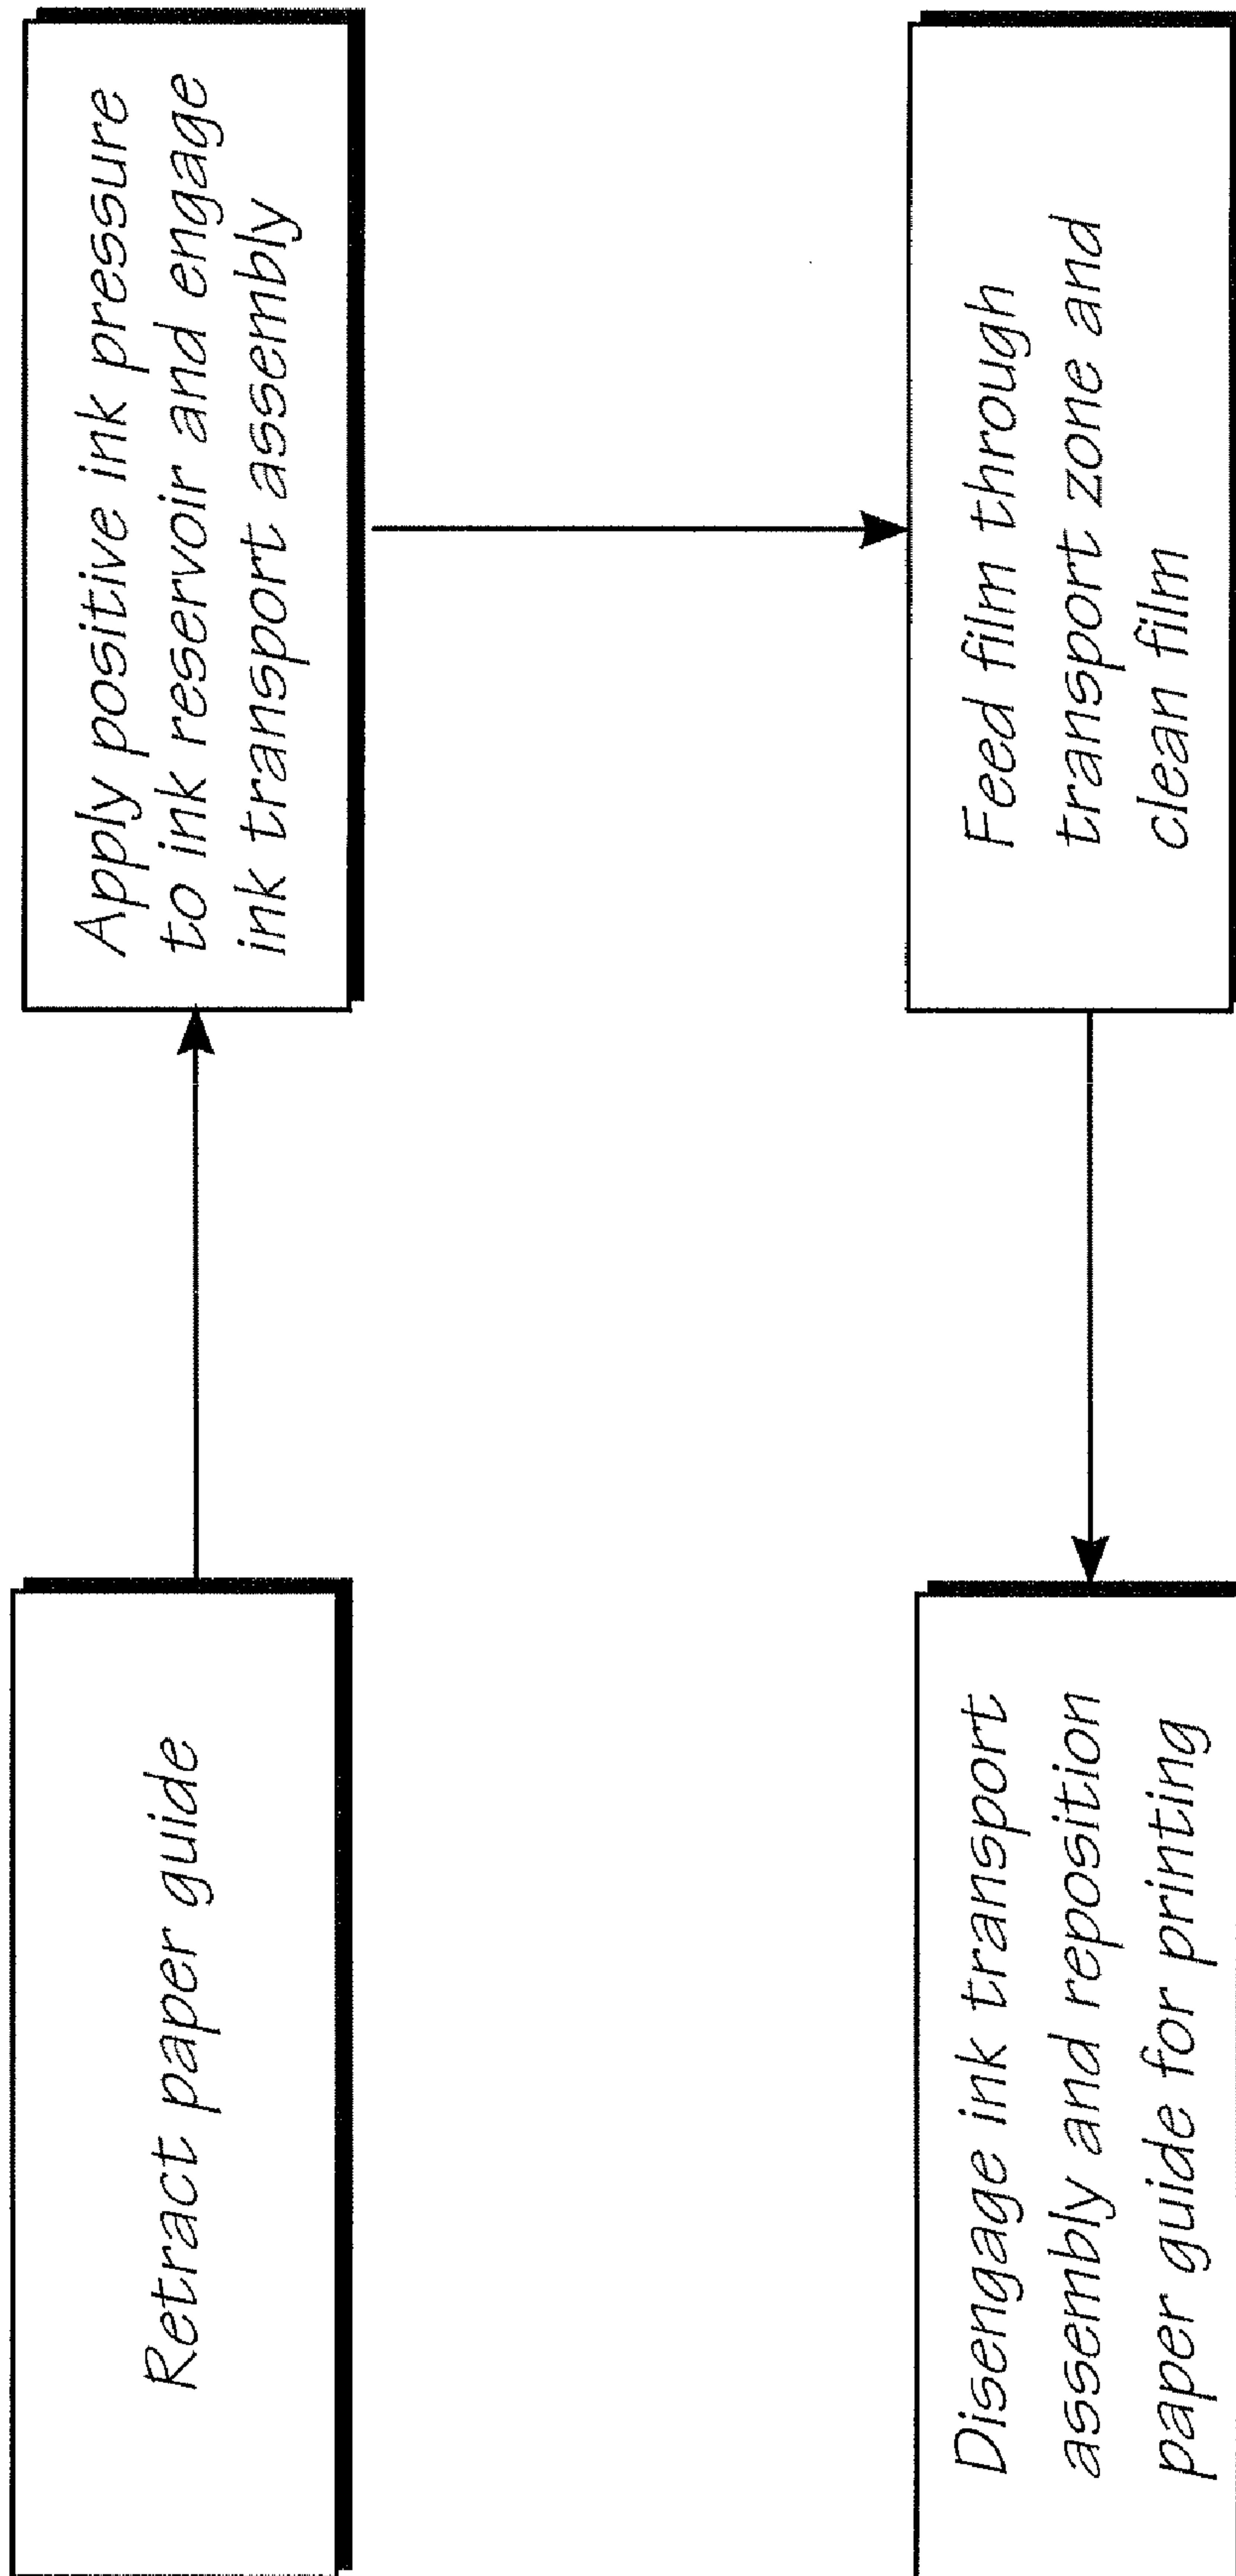 Retract paper guide
Apply positive ink pressure
to ink reservoir and engage
ink transport assembly
Feed film through
transport zone and
clean film
Disengage ink transport
assembly and reposition
paper guide for printing